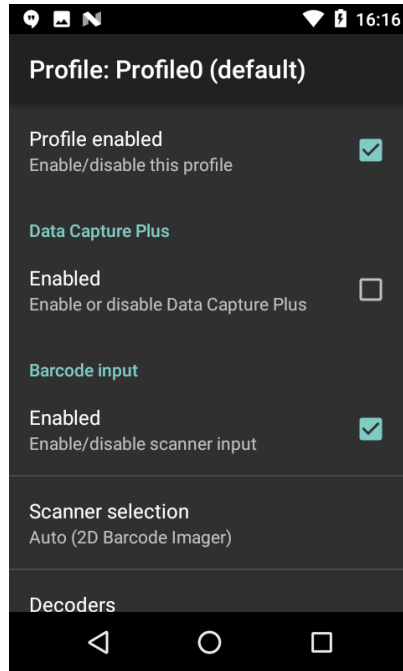 16:16
Profile: Profile0 (default)
Profile enabled
Enable/disable this profile
Data Capture Plus
Enabled
Enable or disable Data Capture Plus
Barcode input
Enabled
Enable/disable scanner input
Scanner selection
Auto (2D Barcode Imager)
Decoders